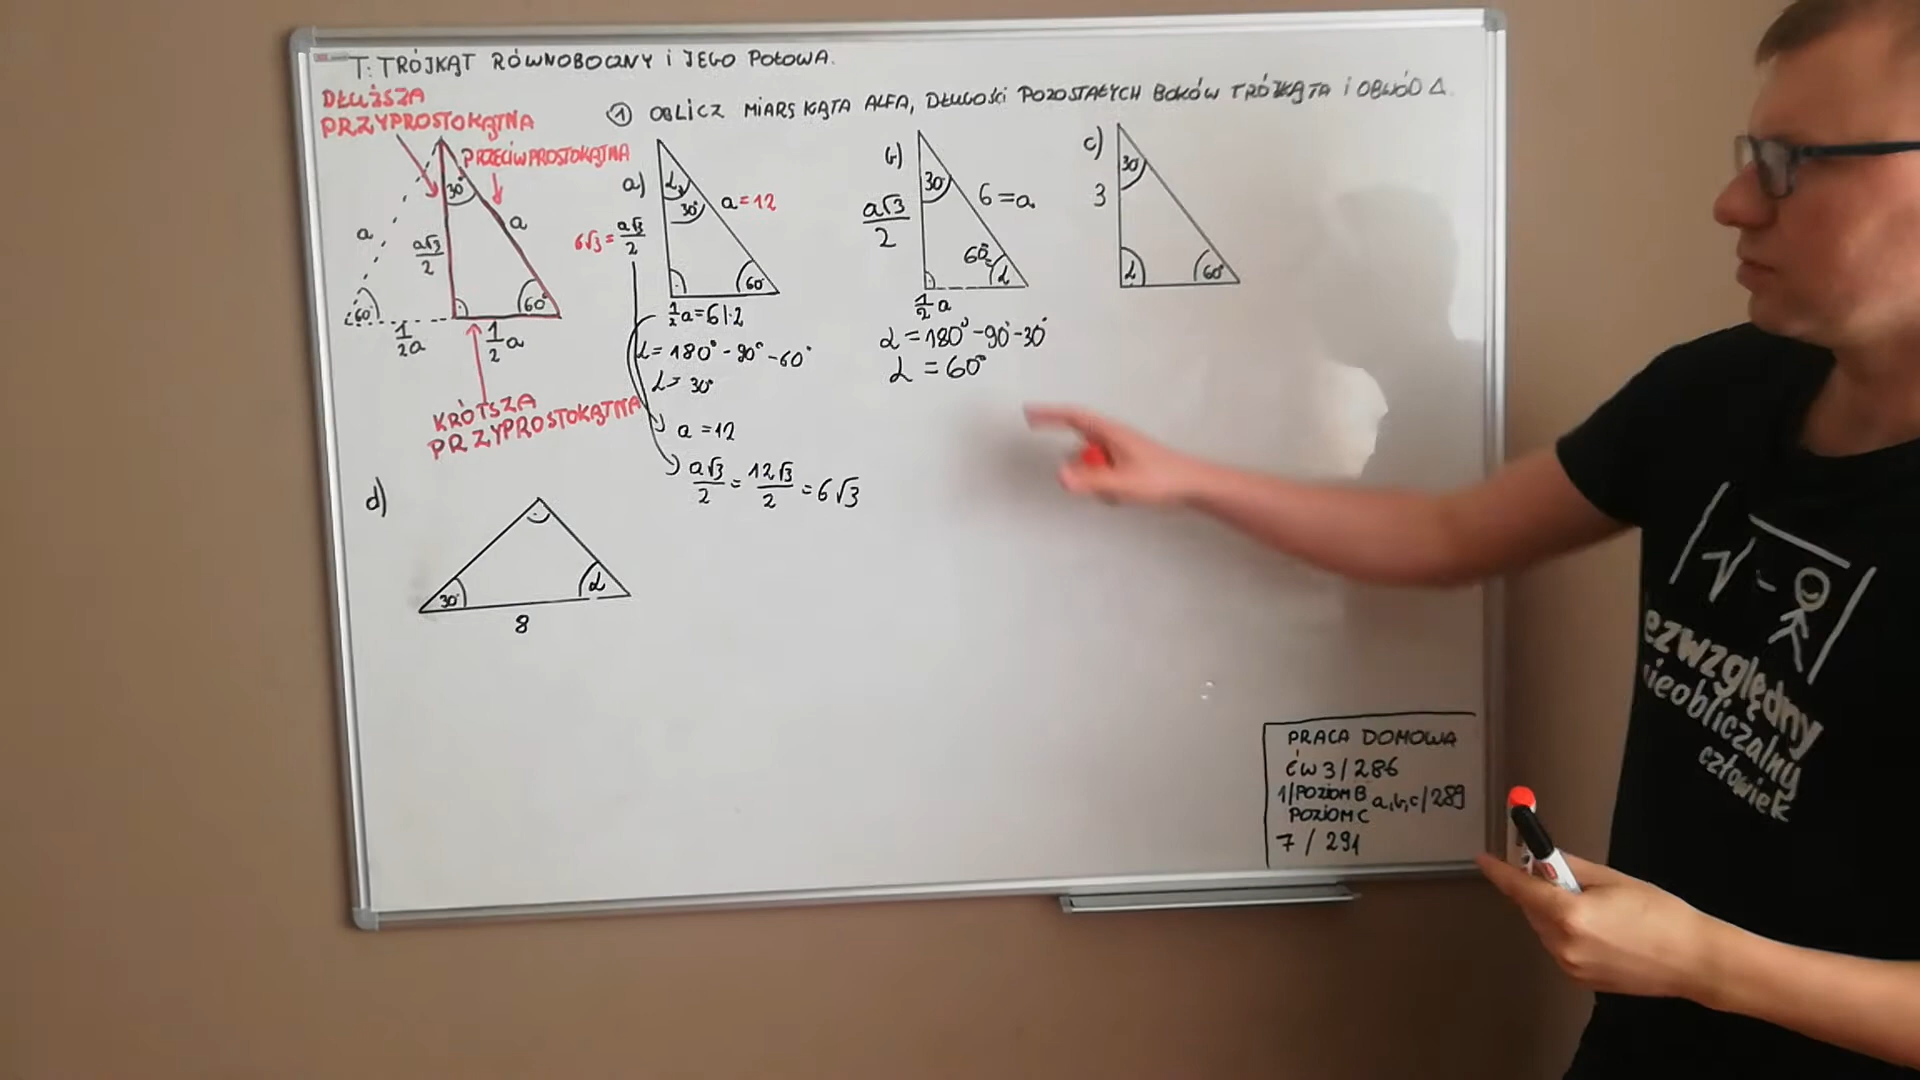 T: TRÓJKĄT RÓWNOBOCZNY i JEGO POŁOWA.
DŁUŻSZA
PRZYPROSTOKĄTNA
PRZECIWPROSTOKĄTNA
30°
a
a
a√3
2
60°
60°
1
2a
1
2 a
KRÓTSZA
PRZYPROSTOKĄTNA
① OBLICZ MIARĘ KĄTA ALFA, DŁUGOŚCI POZOSTAŁYCH BOKÓW TRÓJKĄTA i OBWÓD Δ.
a)
α
30°
a = 12
6√3 = a√3
2
60°
1/2 a = 6 |·2
α = 180° - 90° - 60°
α = 30°
a = 12
a√3/2 = 12√3/2 = 6√3
b)
30°
6 = a
a√3
2
60° =
α
1/2 a
α = 180° - 90° - 30°
α = 60°
c)
30°
3
α
60°
d)
30°
α
8
PRACA DOMOWA
ćw 3 / 286
1/POZIOM B a, b, c / 289
POZIOM C
7 / 291
ezwzględny
nieobliczalny
człowiek